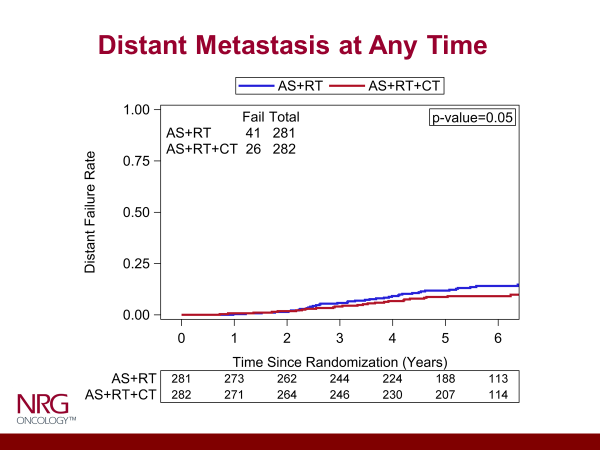 Distant Metastasis at Any Time
AS+RT AS+RT+CT
p-value=0.05
Fail Total
AS+RT 41 281
AS+RT+CT 26 282
Distant Failure Rate
1.00
0.75
0.50
0.25
0.00
0 1 2 3 4 5 6
Time Since Randomization (Years)
AS+RT 281 273 262 244 224 188 113
AS+RT+CT 282 271 264 246 230 207 114
NRG
ONCOLOGY™